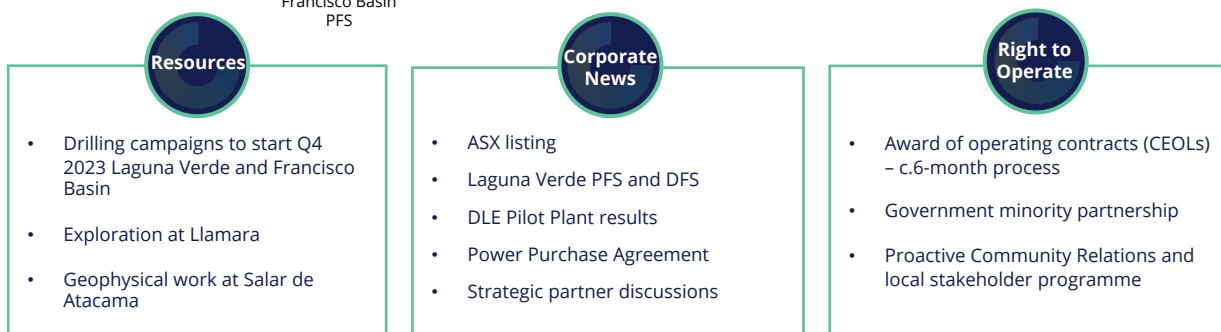 Francisco Basin
PFS
Resources
• Drilling campaigns to start Q4
2023 Laguna Verde and Francisco
Basin
• Exploration at Llamara
• Geophysical work at Salar de
Atacama
Corporate
News
• ASX listing
• Laguna Verde PFS and DFS
• DLE Pilot Plant results
• Power Purchase Agreement
• Strategic partner discussions
Right to
Operate
• Award of operating contracts (CEOLs)
– c.6-month process
• Government minority partnership
• Proactive Community Relations and
local stakeholder programme